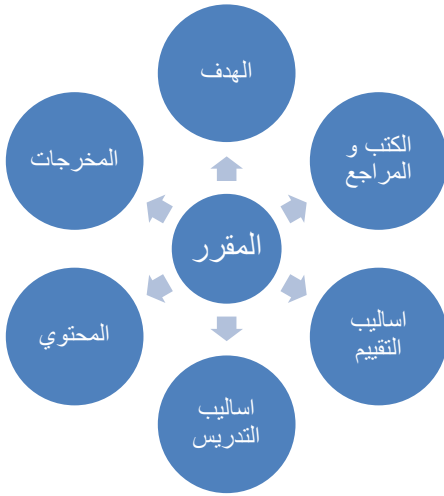 الهدف
الكتب و
المراجع
المخرجات
المقرر
اساليب
التقييم
المحتوي
اساليب
التدريس